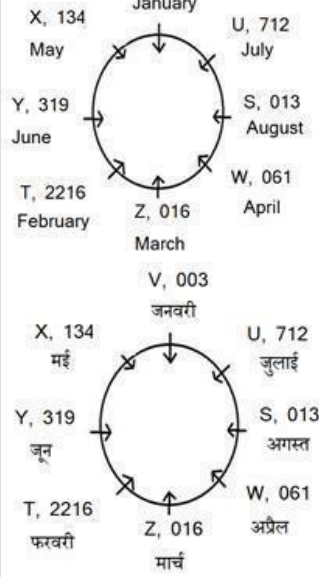 January
X, 134
U, 712
May
July
Y, 319
S, 013
June
August
T, 2216
W, 061
February
April
Z, 016
March
V, 003
जनवरी
X, 134
U, 712
मई
जुलाई
Y, 319
S, 013
जून
अगस्त
T, 2216
W, 061
फरवरी
अप्रैल
Z, 016
मार्च